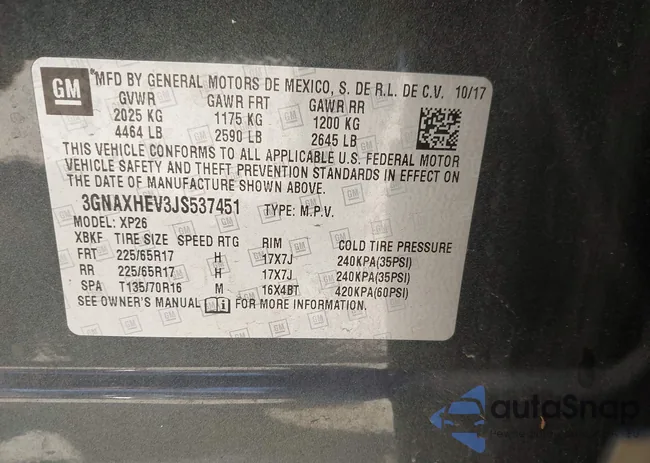 GM *MFD BY GENERAL MOTORS DE MEXICO, S. DE R.L. DE C.V. 10/17
GVWR GAWR FRT GAWR RR
2025 KG 1175 KG 1200 KG
4464 LB 2590 LB 2645 LB
THIS VEHICLE CONFORMS TO ALL APPLICABLE U.S. FEDERAL MOTOR
VEHICLE SAFETY AND THEFT PREVENTION STANDARDS IN EFFECT ON
THE DATE OF MANUFACTURE SHOWN ABOVE.
3GNAXHEV3JS537451 TYPE: M.P.V.
MODEL: XP26
XBKF TIRE SIZE SPEED RTG RIM COLD TIRE PRESSURE
FRT 225/65R17 H 17X7J 240KPA(35PSI)
RR 225/65R17 H 17X7J 240KPA(35PSI)
SPA T135/70R16 M 16X4BT 420KPA(60PSI)
SEE OWNER'S MANUAL FOR MORE INFORMATION.
autoSnap